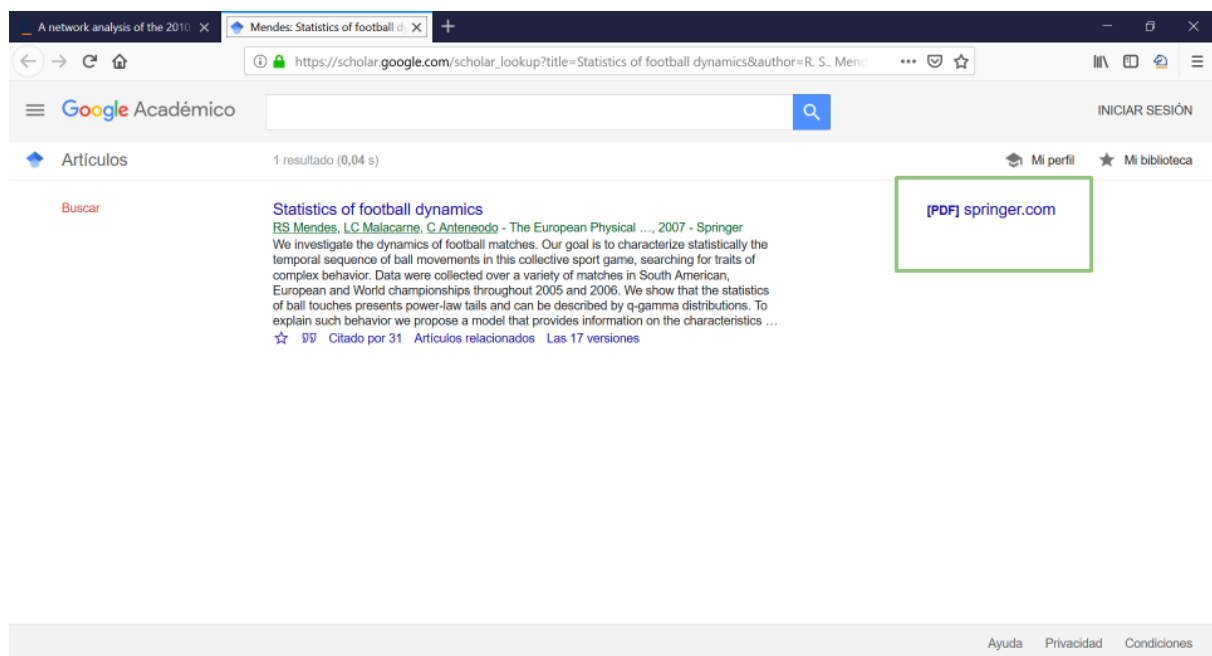 A network analysis of the 2010
Mendes: Statistics of football dy
https://scholar.google.com/scholar_lookup?title=Statistics of football dynamics&author=R. S.. Mend
Google Académico
INICIAR SESIÓN
Artículos
1 resultado (0,04 s)
Mi perfil
Mi biblioteca
Buscar
Statistics of football dynamics
[PDF] springer.com
RS Mendes, LC Malacarne, C Anteneodo - The European Physical …, 2007 - Springer
We investigate the dynamics of football matches. Our goal is to characterize statistically the
temporal sequence of ball movements in this collective sport game, searching for traits of
complex behavior. Data were collected over a variety of matches in South American,
European and World championships throughout 2005 and 2006. We show that the statistics
of ball touches presents power-law tails and can be described by q-gamma distributions. To
explain such behavior we propose a model that provides information on the characteristics …
Citado por 31 Artículos relacionados Las 17 versiones
Ayuda Privacidad Condiciones